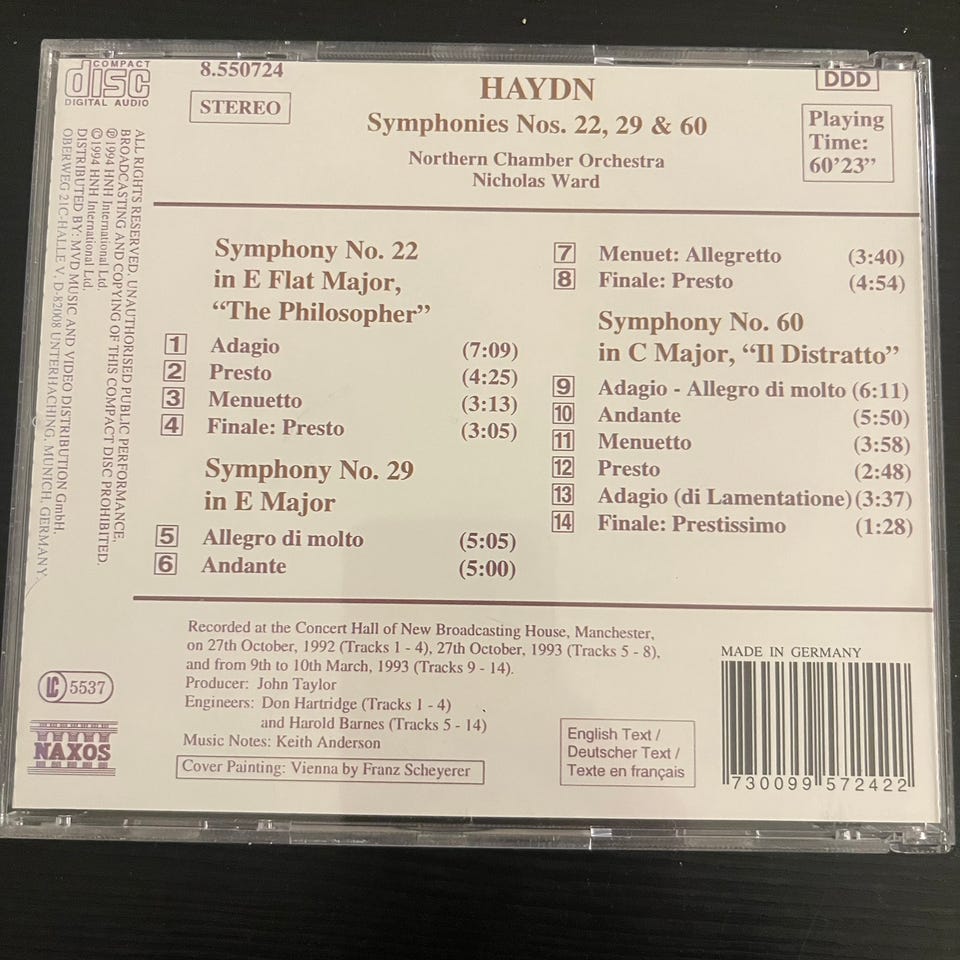 COMPACT
disc
DIGITAL AUDIO
8.550724
STEREO
HAYDN
Symphonies Nos. 22, 29 & 60
Northern Chamber Orchestra
Nicholas Ward
DDD
Playing
Time:
60'23”
ALL RIGHTS RESERVED. UNAUTHORISED PUBLIC PERFORMANCE,
BROADCASTING AND COPYING OF THIS COMPACT DISC PROHIBITED.
℗ 1994 HNH International Ltd.
© 1994 HNH International Ltd.
DISTRIBUTED BY: MVD MUSIC AND VIDEO DISTRIBUTION GmbH,
OBERWEG 21C-HALLE V, D-82008 UNTERHACHING, MUNICH, GERMANY.
Symphony No. 22
in E Flat Major,
“The Philosopher”
1 Adagio (7:09)
2 Presto (4:25)
3 Menuetto (3:13)
4 Finale: Presto (3:05)
Symphony No. 29
in E Major
5 Allegro di molto (5:05)
6 Andante (5:00)
7 Menuet: Allegretto (3:40)
8 Finale: Presto (4:54)
Symphony No. 60
in C Major, “Il Distratto”
9 Adagio - Allegro di molto (6:11)
10 Andante (5:50)
11 Menuetto (3:58)
12 Presto (2:48)
13 Adagio (di Lamentatione) (3:37)
14 Finale: Prestissimo (1:28)
Recorded at the Concert Hall of New Broadcasting House, Manchester,
on 27th October, 1992 (Tracks 1 - 4), 27th October, 1993 (Tracks 5 - 8),
and from 9th to 10th March, 1993 (Tracks 9 - 14).
Producer: John Taylor
Engineers: Don Hartridge (Tracks 1 - 4)
and Harold Barnes (Tracks 5 - 14)
Music Notes: Keith Anderson
Cover Painting: Vienna by Franz Scheyerer
LC 5537
NAXOS
English Text /
Deutscher Text /
Texte en français
MADE IN GERMANY
730099 572422